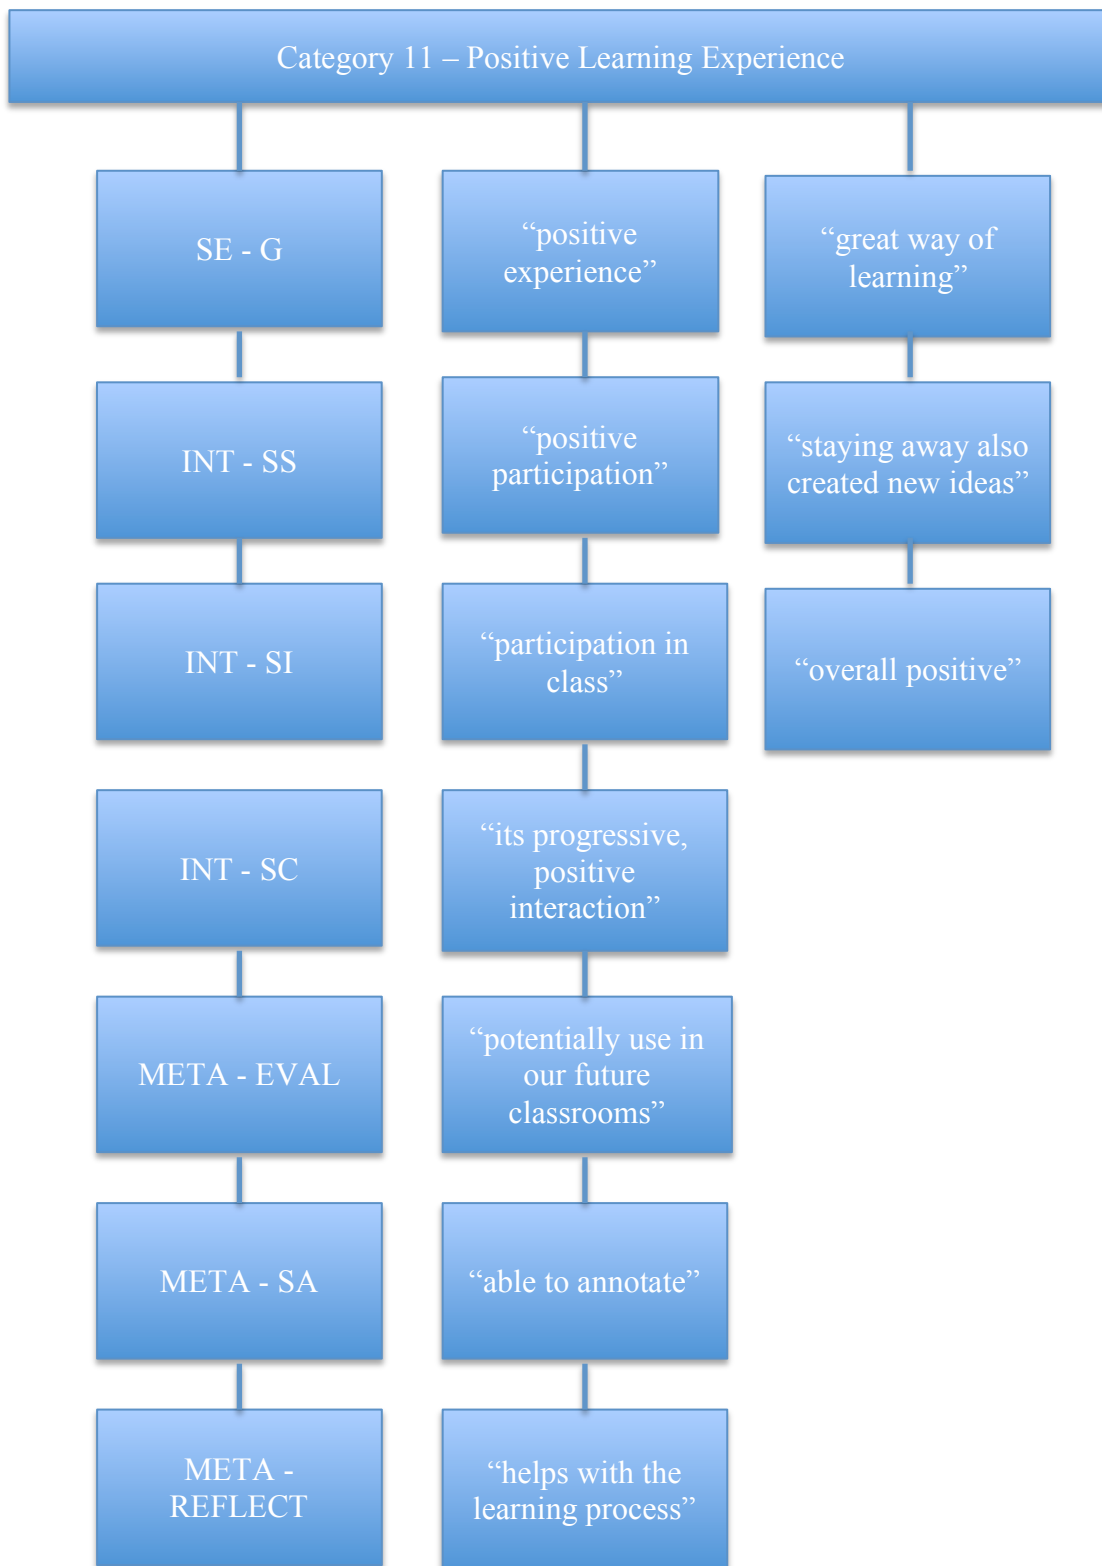 Category 11 – Positive Learning Experience
SE - G
INT - SS
INT - SI
INT - SC
META - EVAL
META - SA
META -
REFLECT
“positive
experience”
“positive
participation”
“participation in
class”
“its progressive,
positive
interaction”
“potentially use in
our future
classrooms”
“able to annotate”
“helps with the
learning process”
“great way of
learning”
“staying away also
created new ideas”
“overall positive”